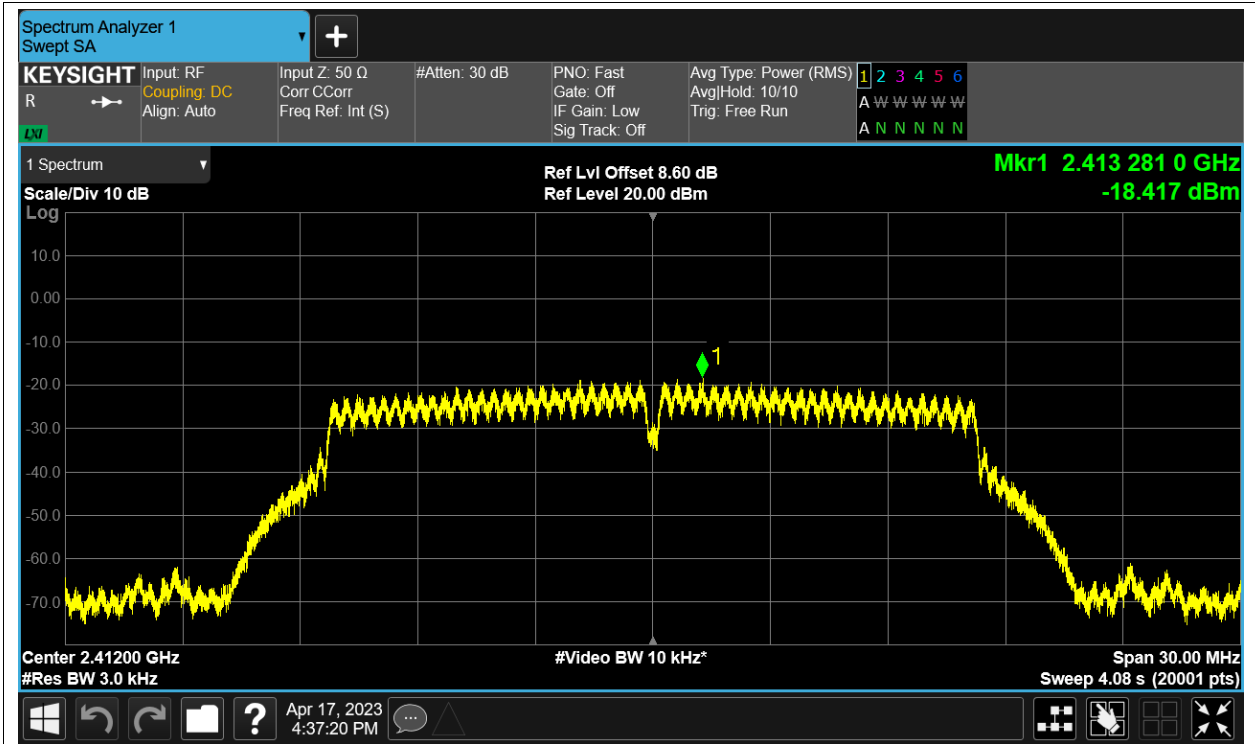 Spectrum Analyzer 1
Swept SA
KEYSIGHT
R
LXI
Input: RF
Coupling: DC
Align: Auto
Input Z: 50 Ω
Corr CCorr
Freq Ref: Int (S)
#Atten: 30 dB
PNO: Fast
Gate: Off
IF Gain: Low
Sig Track: Off
Avg Type: Power (RMS)
Avg|Hold: 10/10
Trig: Free Run
1 2 3 4 5 6
A W W W W W
A N N N N N
1 Spectrum
Scale/Div 10 dB
Ref Lvl Offset 8.60 dB
Ref Level 20.00 dBm
Mkr1 2.413 281 0 GHz
-18.417 dBm
Log
10.0
0.00
-10.0
1
-20.0
-30.0
-40.0
-50.0
-60.0
-70.0
Center 2.41200 GHz
#Video BW 10 kHz*
Span 30.00 MHz
#Res BW 3.0 kHz
Sweep 4.08 s (20001 pts)
?
Apr 17, 2023
4:37:20 PM